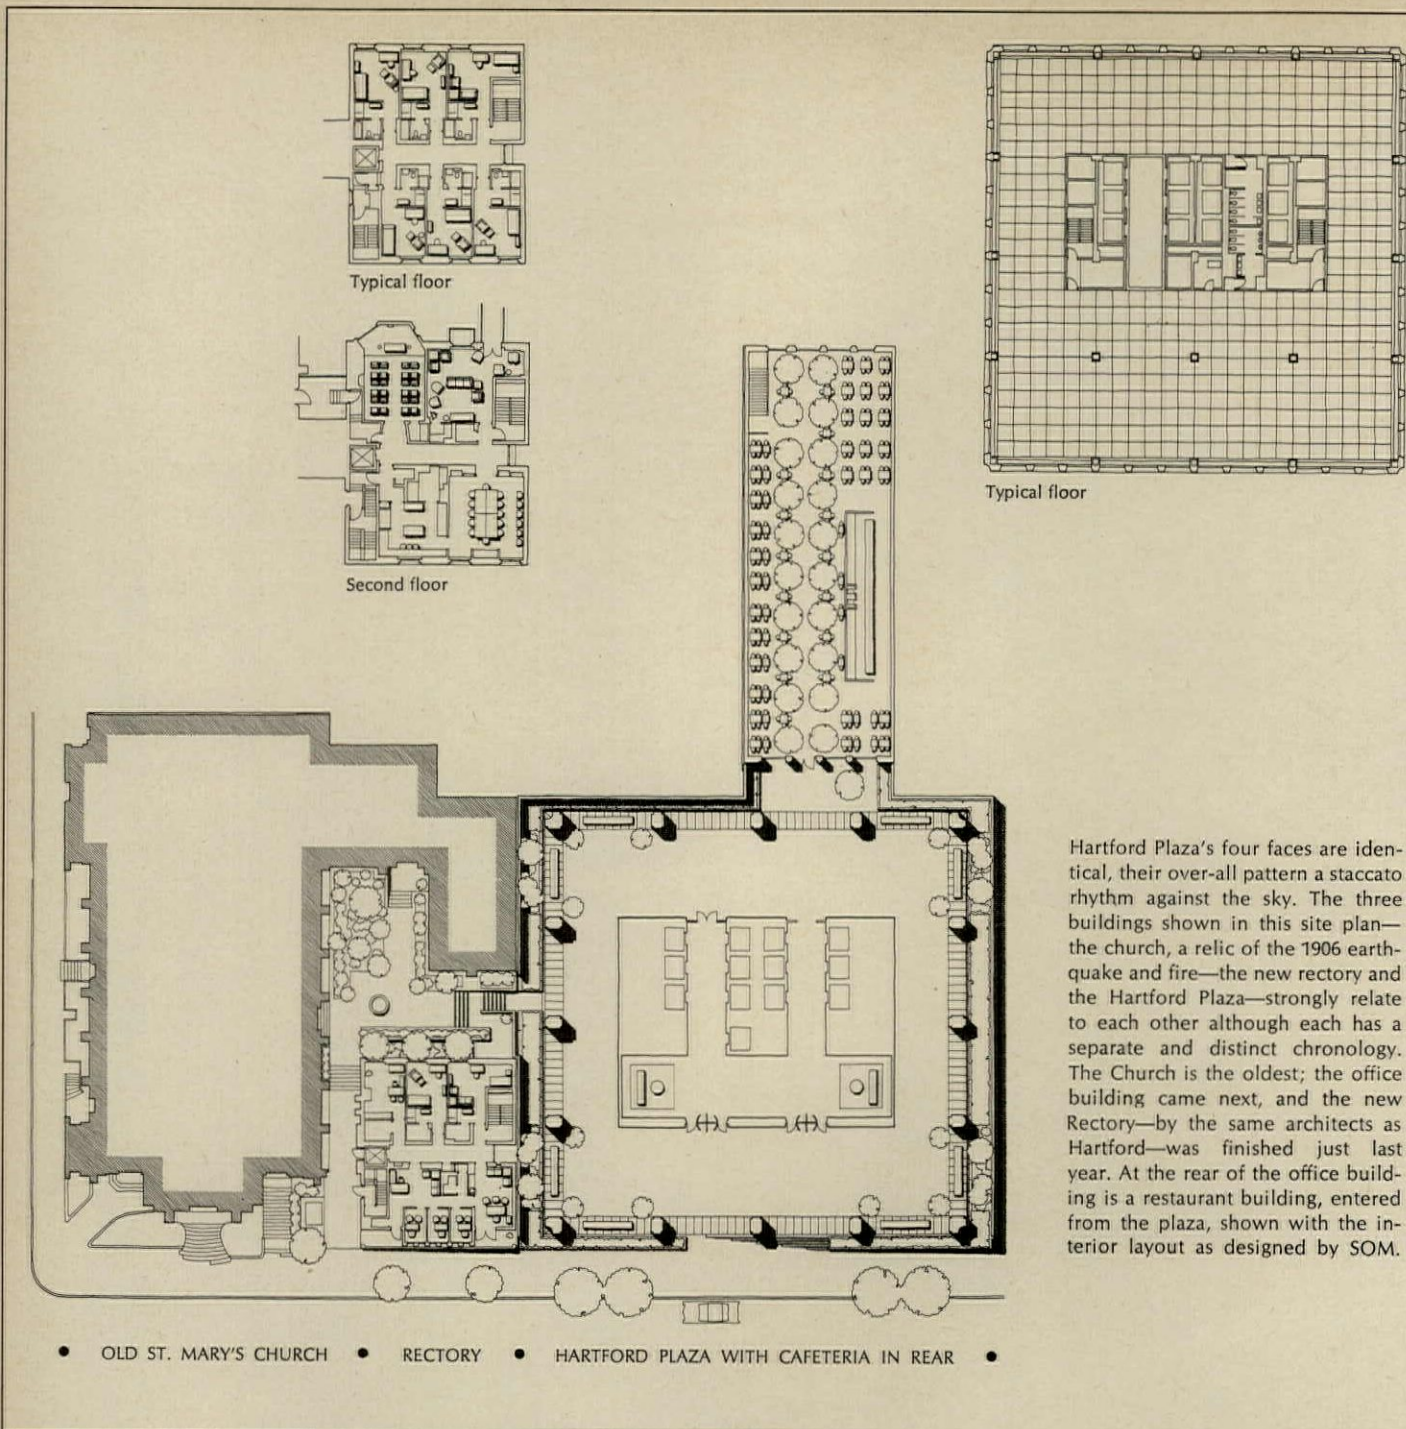 Typical floor
Second floor
Typical floor
Hartford Plaza's four faces are iden-
tical, their over-all pattern a staccato
rhythm against the sky. The three
buildings shown in this site plan—
the church, a relic of the 1906 earth-
quake and fire—the new rectory and
the Hartford Plaza—strongly relate
to each other although each has a
separate and distinct chronology.
The Church is the oldest; the office
building came next, and the new
Rectory—by the same architects as
Hartford—was finished just last
year. At the rear of the office build-
ing is a restaurant building, entered
from the plaza, shown with the in-
terior layout as designed by SOM.
• OLD ST. MARY'S CHURCH • RECTORY • HARTFORD PLAZA WITH CAFETERIA IN REAR •